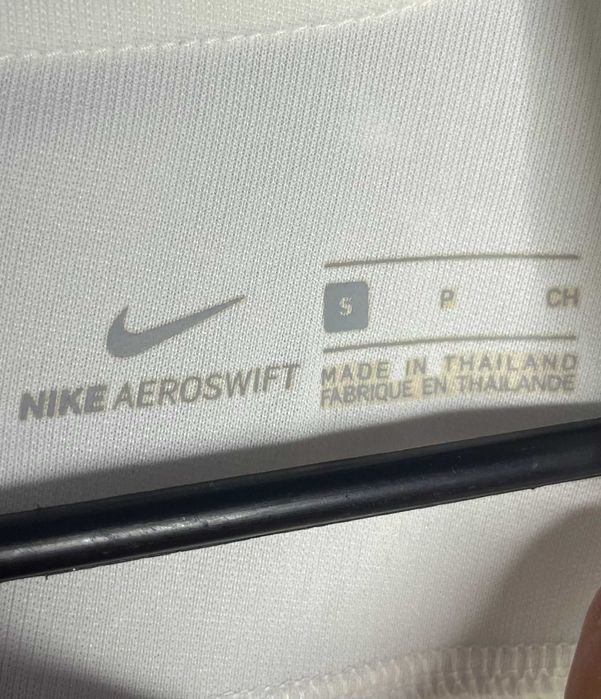 S P CH
NIKE AEROSWIFT
MADE IN THAILAND
FABRIQUE EN THAILANDE